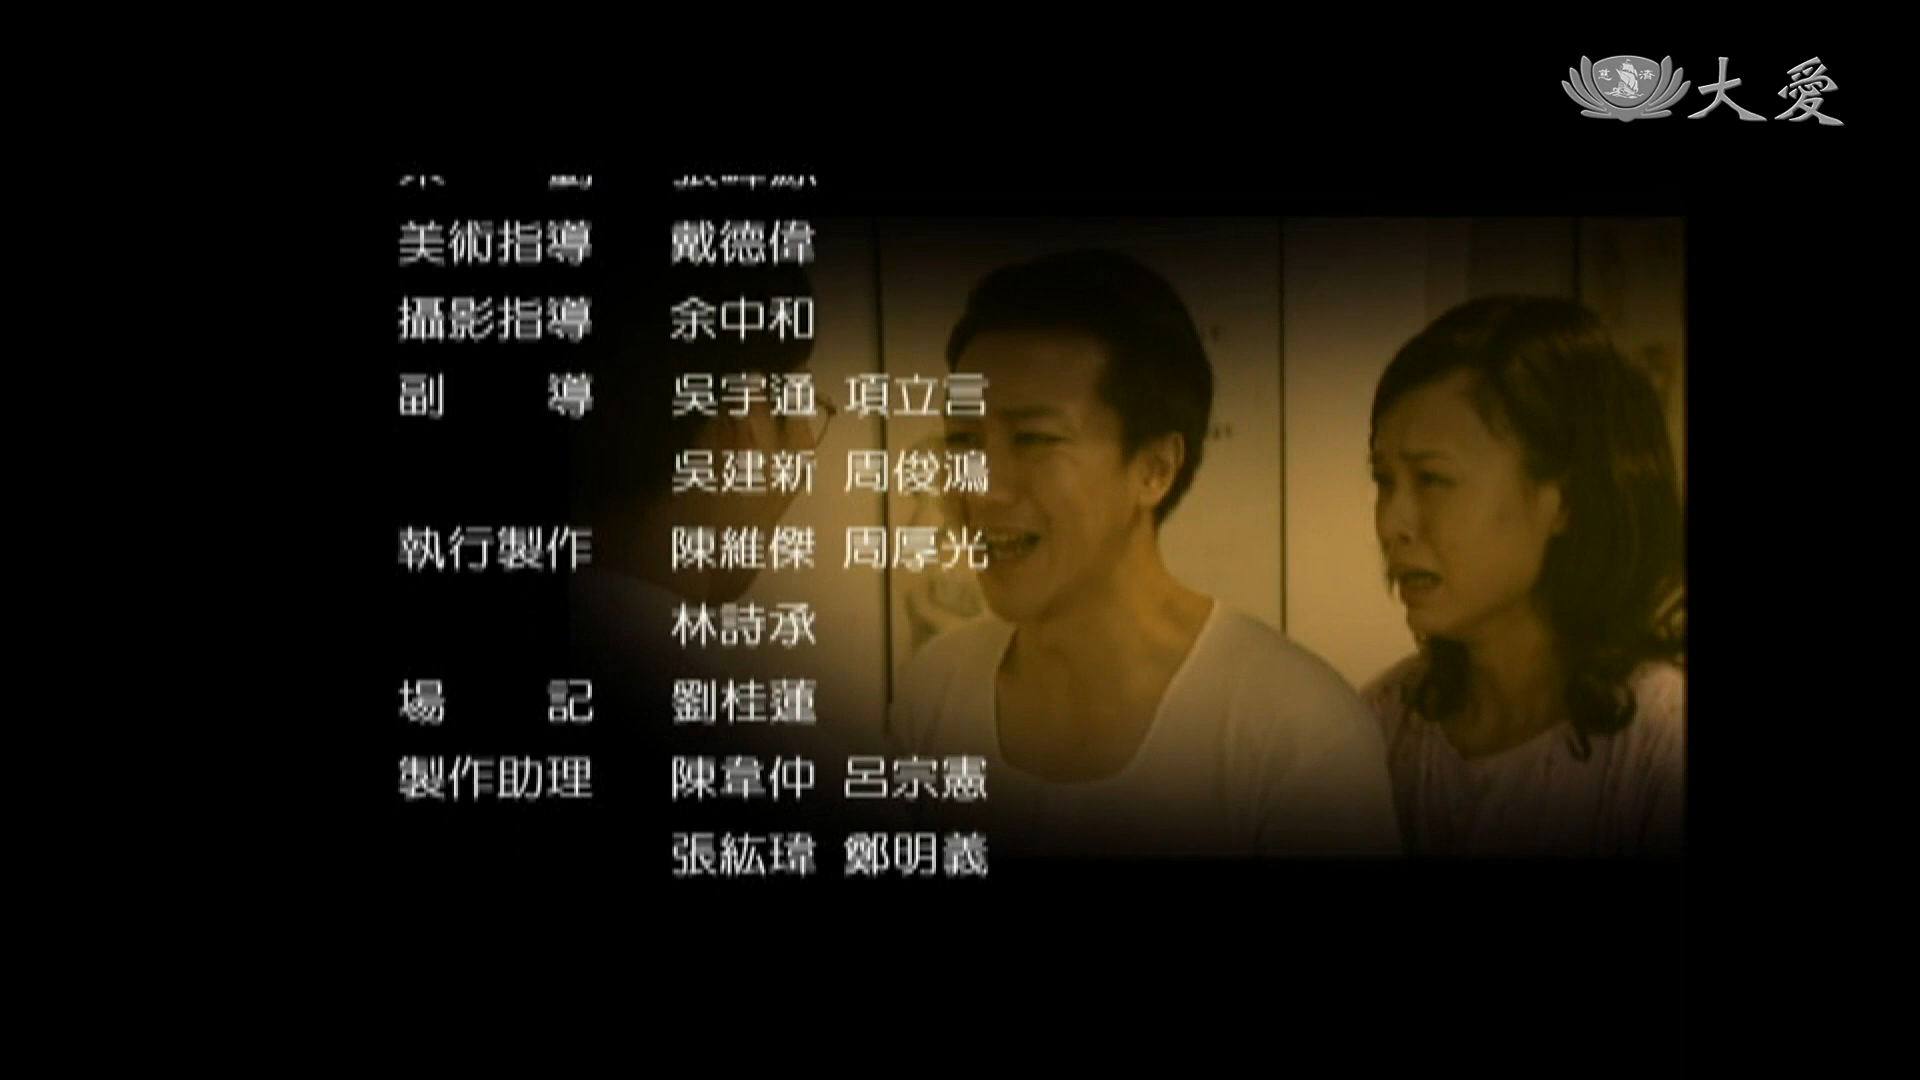 慈濟 大愛
美術指導 戴德偉
攝影指導 余中和
副導 吳宇通 項立言
吳建新 周俊鴻
執行製作 陳維傑 周厚光
林詩承
場記 劉桂蓮
製作助理 陳韋仲 呂宗憲
張紘瑋 鄭明義